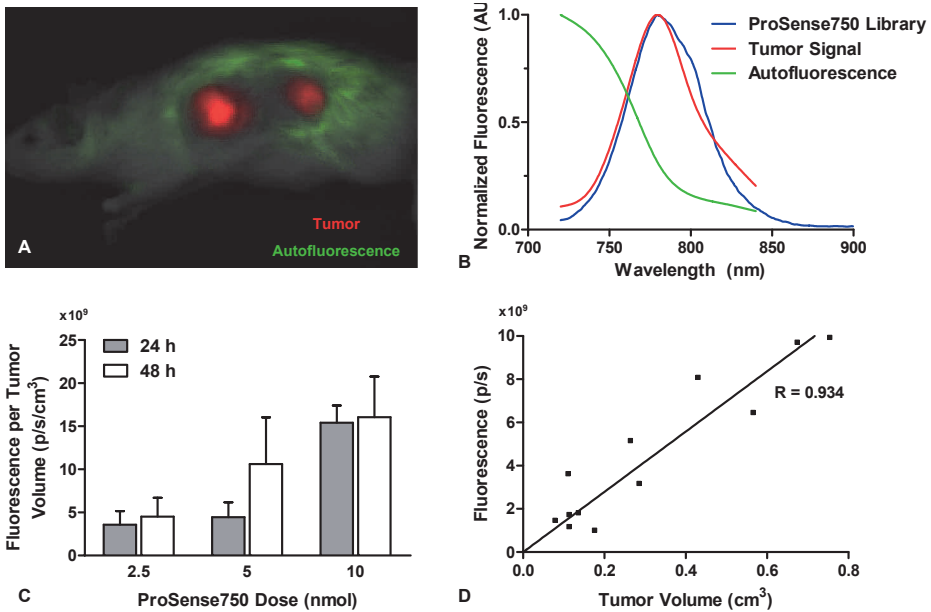 Tumor
Autofluorescence
A
Normalized Fluorescence (AU
1.0
0.5
0.0
700
750
800
850
900
Wavelength (nm)
ProSense750 Library
Tumor Signal
Autofluorescence
B
x10⁹
Fluorescence per Tumor
Volume (p/s/cm³)
25
20
15
10
5
0
24 h
48 h
2.5
5
10
ProSense750 Dose (nmol)
C
x10⁹
Fluorescence (p/s)
10
8
6
4
2
0
R = 0.934
0.0
0.2
0.4
0.6
0.8
Tumor Volume (cm³)
D